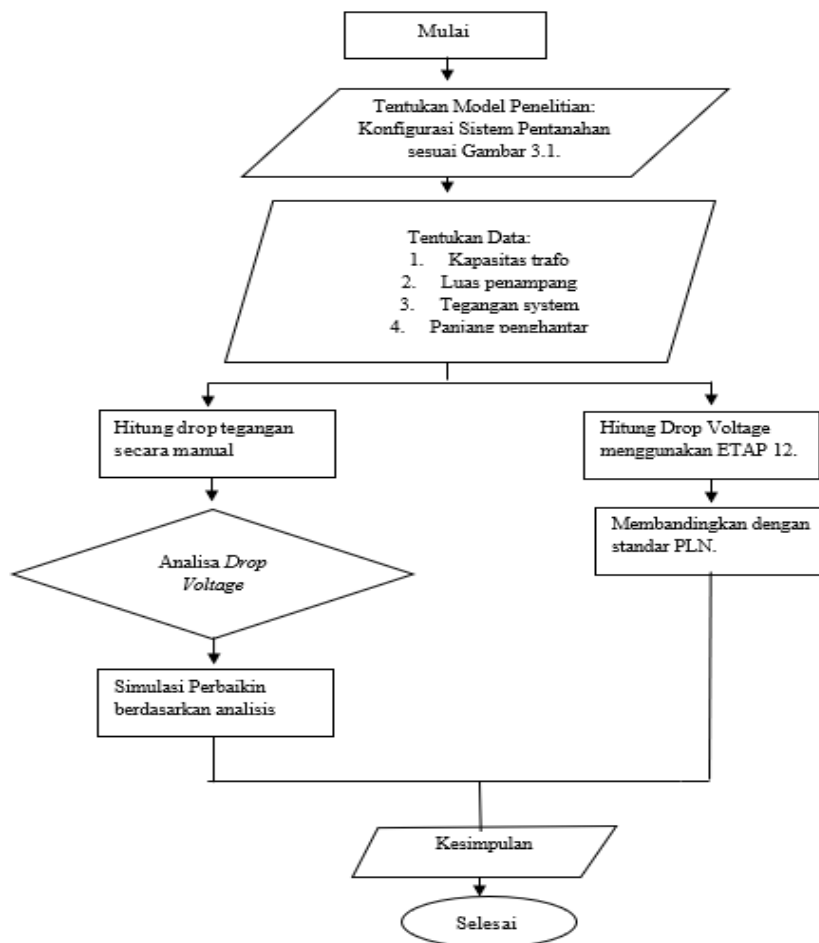 Mulai
Tentukan Model Penelitian:
Konfigurasi Sistem Pentanahan
sesuai Gambar 3.1.
Tentukan Data:
1. Kapasitas trafo
2. Luas penampang
3. Tegangan system
4. Panjang penghantar
Hitung drop tegangan
secara manual
Hitung Drop Voltage
menggunakan ETAP 12.
Analisa Drop
Voltage
Membandingkan dengan
standar PLN.
Simulasi Perbaikin
berdasarkan analisis
Kesimpulan
Selesai